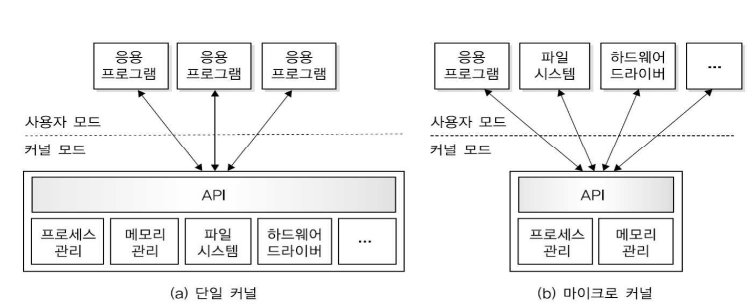 응용
프로그램
응용
프로그램
응용
프로그램
사용자 모드
커널 모드
API
프로세스
관리
메모리
관리
파일
시스템
하드웨어
드라이버
...
(a) 단일 커널
응용
프로그램
파일
시스템
하드웨어
드라이버
...
사용자 모드
커널 모드
API
프로세스
관리
메모리
관리
(b) 마이크로 커널